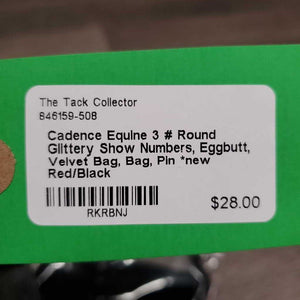 The Tack Collector
846159-508
Cadence Equine 3 # Round
Glittery Show Numbers, Eggbutt,
Velvet Bag, Bag, Pin *new
Red/Black
RKRBNJ
$28.00